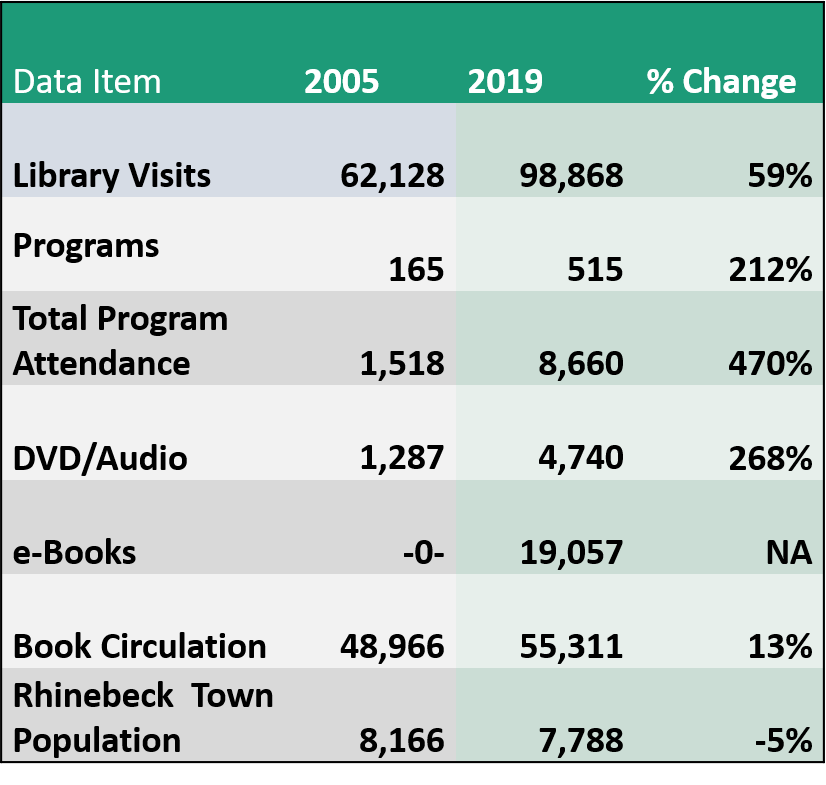 Data Item 2005 2019 % Change
Library Visits 62,128 98,868 59%
Programs
165 515 212%
Total Program
Attendance 1,518 8,660 470%
DVD/Audio 1,287 4,740 268%
e-Books -0- 19,057 NA
Book Circulation 48,966 55,311 13%
Rhinebeck Town
Population 8,166 7,788 -5%